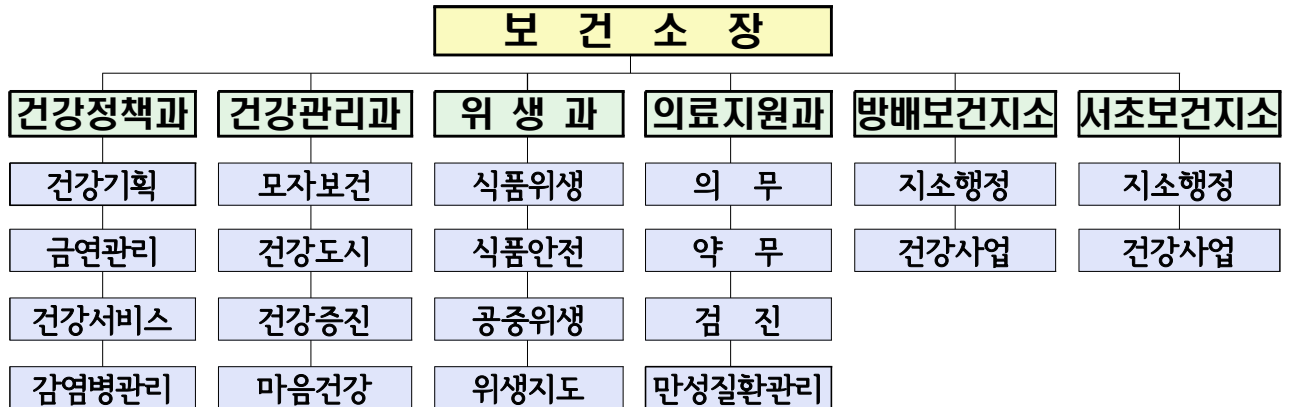 보 건 소 장
건강정책과 건강관리과 위 생 과 의료지원과 방배보건지소 서초보건지소
건강기획 모자보건 식품위생 의 무 지소행정 지소행정
금연관리 건강도시 식품안전 약 무 건강사업 건강사업
건강서비스 건강증진 공중위생 검 진
감염병관리 마음건강 위생지도 만성질환관리